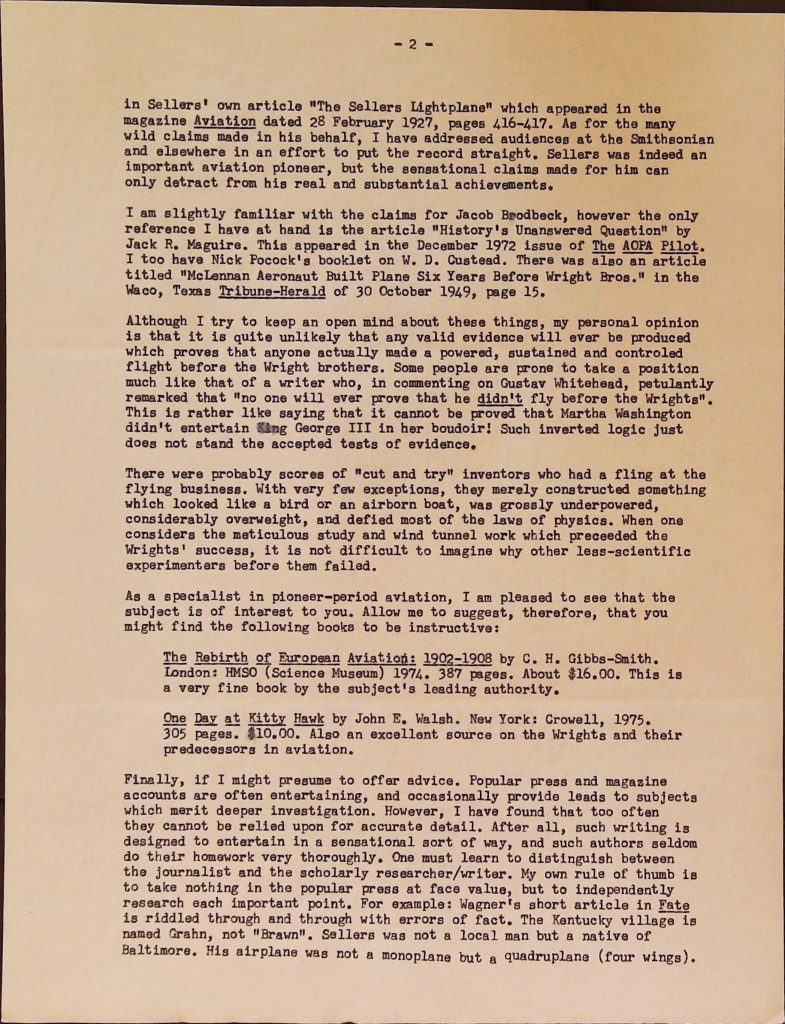 - 2 -
in Sellers' own article "The Sellers Lightplane" which appeared in the
magazine Aviation dated 28 February 1927, pages 416-417. As for the many
wild claims made in his behalf, I have addressed audiences at the Smithsonian
and elsewhere in an effort to put the record straight. Sellers was indeed an
important aviation pioneer, but the sensational claims made for him can
only detract from his real and substantial achievements.
I am slightly familiar with the claims for Jacob Brodbeck, however the only
reference I have at hand is the article "History's Unanswered Question" by
Jack R. Maguire. This appeared in the December 1972 issue of The AOPA Pilot.
I too have Nick Pocock's booklet on W. D. Custead. There was also an article
titled "McLennan Aeronaut Built Plane Six Years Before Wright Bros." in the
Waco, Texas Tribune-Herald of 30 October 1949, page 15.
Although I try to keep an open mind about these things, my personal opinion
is that it is quite unlikely that any valid evidence will ever be produced
which proves that anyone actually made a powered, sustained and controled
flight before the Wright brothers. Some people are prone to take a position
much like that of a writer who, in commenting on Gustav Whitehead, petulantly
remarked that "no one will ever prove that he didn't fly before the Wrights".
This is rather like saying that it cannot be proved that Martha Washington
didn't entertain King George III in her boudoir! Such inverted logic just
does not stand the accepted tests of evidence.
There were probably scores of "cut and try" inventors who had a fling at the
flying business. With very few exceptions, they merely constructed something
which looked like a bird or an airborn boat, was grossly underpowered,
considerably overweight, and defied most of the laws of physics. When one
considers the meticulous study and wind tunnel work which preceeded the
Wrights' success, it is not difficult to imagine why other less-scientific
experimenters before them failed.
As a specialist in pioneer-period aviation, I am pleased to see that the
subject is of interest to you. Allow me to suggest, therefore, that you
might find the following books to be instructive:
The Rebirth of European Aviation: 1902-1908 by C. H. Gibbs-Smith.
London: HMSO (Science Museum) 1974. 387 pages. About $16.00. This is
a very fine book by the subject's leading authority.
One Day at Kitty Hawk by John E. Walsh. New York: Crowell, 1975.
305 pages. $10.00. Also an excellent source on the Wrights and their
predecessors in aviation.
Finally, if I might presume to offer advice. Popular press and magazine
accounts are often entertaining, and occasionally provide leads to subjects
which merit deeper investigation. However, I have found that too often
they cannot be relied upon for accurate detail. After all, such writing is
designed to entertain in a sensational sort of way, and such authors seldom
do their homework very thoroughly. One must learn to distinguish between
the journalist and the scholarly researcher/writer. My own rule of thumb is
to take nothing in the popular press at face value, but to independently
research each important point. For example: Wagner's short article in Fate
is riddled through and through with errors of fact. The Kentucky village is
named Grahn, not "Brawn". Sellers was not a local man but a native of
Baltimore. His airplane was not a monoplane but a quadruplane (four wings).